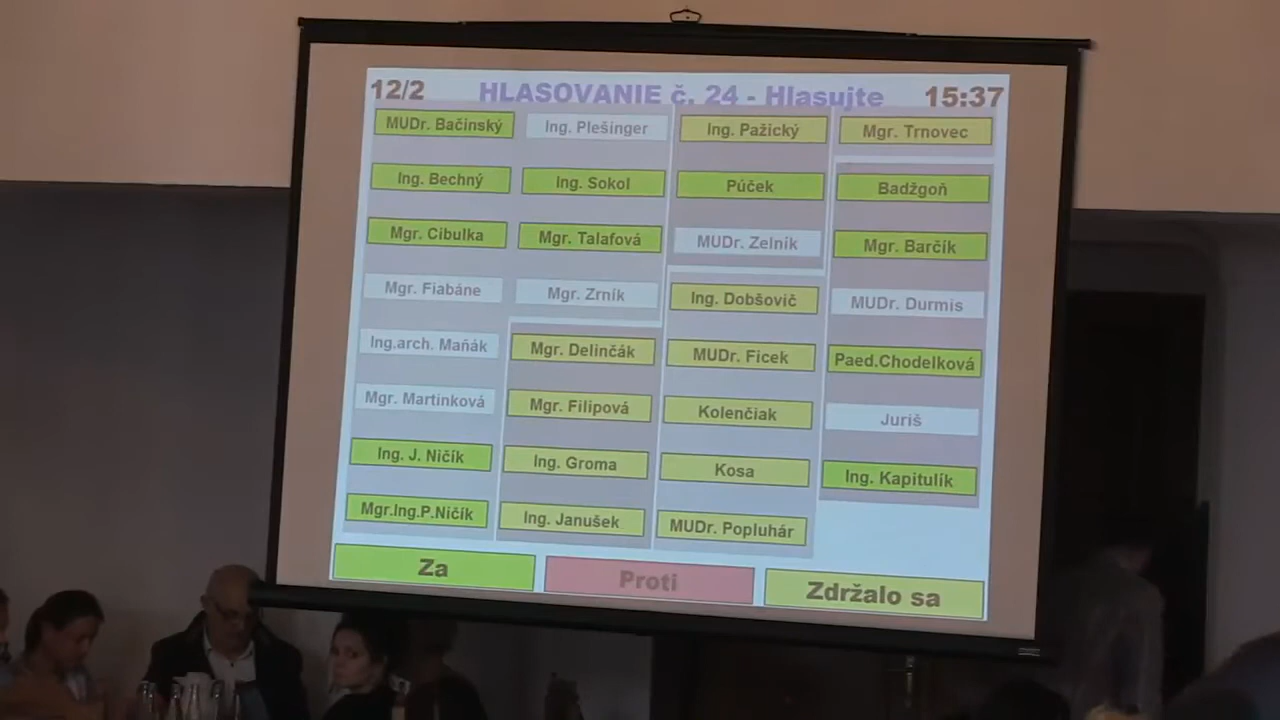 12/2 HLASOVANIE č. 24 - Hlasujte 15:37
MUDr. Bačinský Ing. Plešinger Ing. Pažický Mgr. Trnovec
Ing. Bechný Ing. Sokol Púček Badžgoň
Mgr. Cibulka Mgr. Talafová MUDr. Zelník Mgr. Barčík
Mgr. Fiabáne Mgr. Zrník Ing. Dobšovič MUDr. Durmis
Ing.arch. Maňák Mgr. Delinčák MUDr. Ficek Paed.Chodelková
Mgr. Martinková Mgr. Filipová Kolenčiak Juriš
Ing. J. Ničík Ing. Groma Kosa Ing. Kapitulík
Mgr.Ing.P.Ničík Ing. Janušek MUDr. Popluhár
Za Proti Zdržalo sa